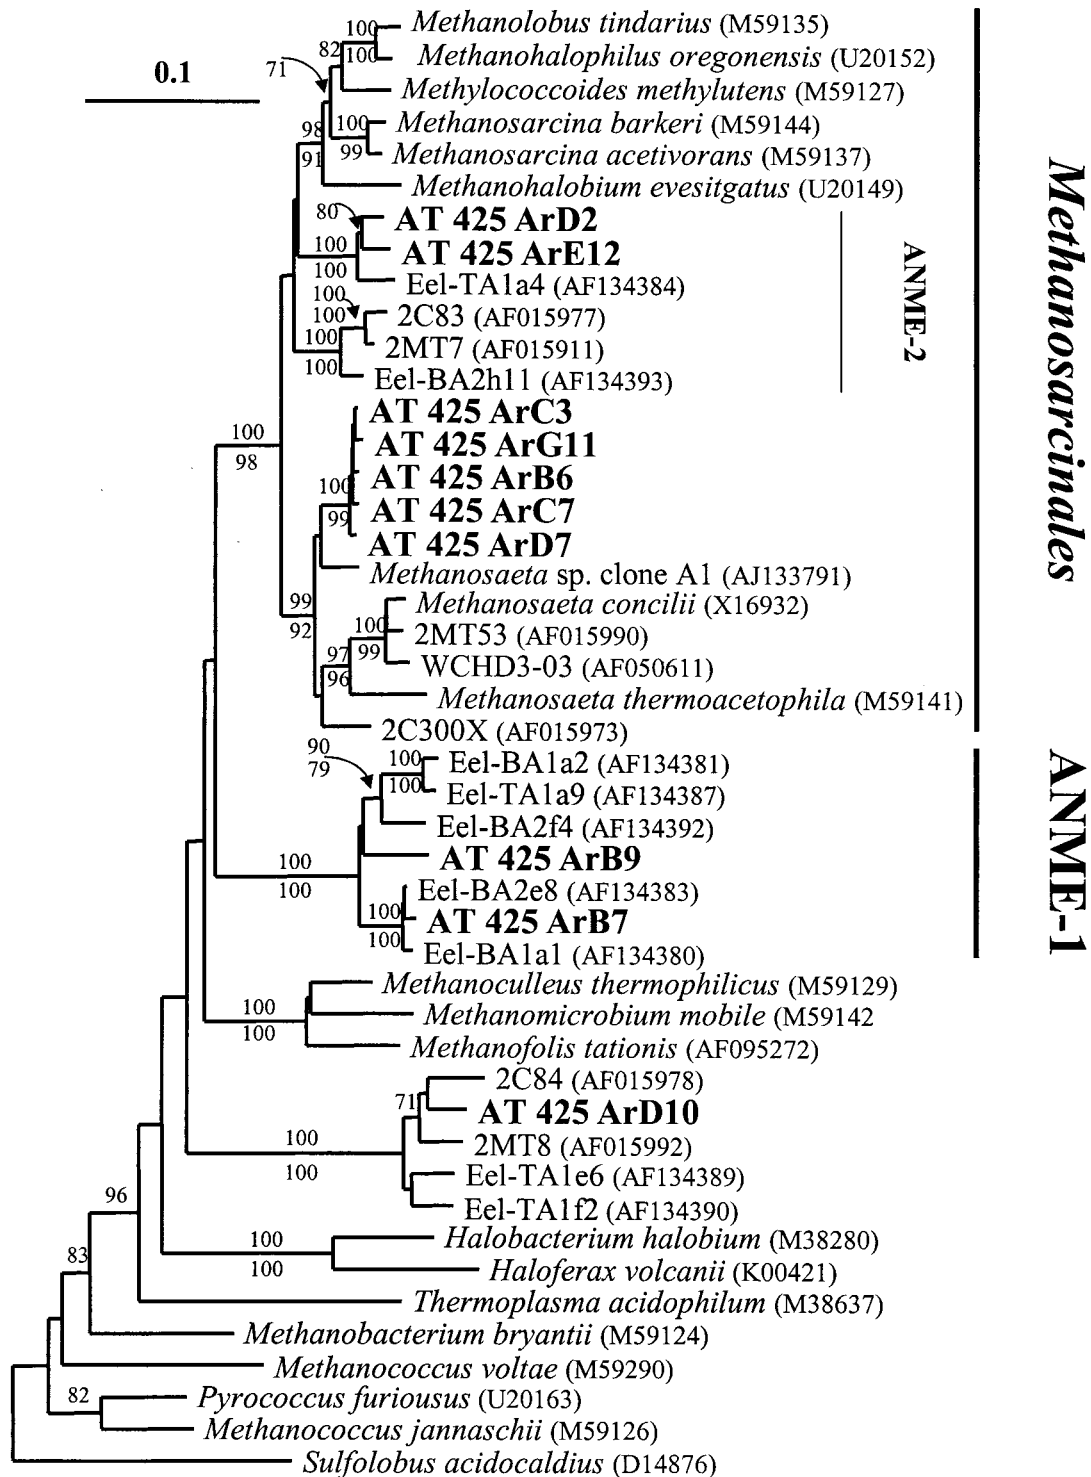 0.1
100
100
82
71
Methanolobus tindarius (M59135)
Methanohalophilus oregonensis (U20152)
Methylococcoides methylutens (M59127)
100
99
Methanosarcina barkeri (M59144)
Methanosarcina acetivorans (M59137)
98
91
Methanohalobium evesitgatus (U20149)
80
AT 425 ArD2
AT 425 ArE12
100
100
Eel-TA1a4 (AF134384)
100
100
2C83 (AF015977)
100
100
2MT7 (AF015911)
Eel-BA2h11 (AF134393)
ANME-2
AT 425 ArC3
AT 425 ArG11
100
98
AT 425 ArB6
100
99
AT 425 ArC7
AT 425 ArD7
Methanosaeta sp. clone A1 (AJ133791)
99
92
Methanosaeta concilii (X16932)
100
99
2MT53 (AF015990)
97
96
WCHD3-03 (AF050611)
Methanosaeta thermoacetophila (M59141)
2C300X (AF015973)
Methanosarcinales
90
79
100
100
Eel-BA1a2 (AF134381)
Eel-TA1a9 (AF134387)
Eel-BA2f4 (AF134392)
AT 425 ArB9
100
100
Eel-BA2e8 (AF134383)
100
100
AT 425 ArB7
Eel-BA1a1 (AF134380)
ANME-1
Methanoculleus thermophilicus (M59129)
100
100
Methanomicrobium mobile (M59142
Methanofolis tationis (AF095272)
2C84 (AF015978)
71
AT 425 ArD10
100
100
2MT8 (AF015992)
Eel-TA1e6 (AF134389)
Eel-TA1f2 (AF134390)
96
100
100
Halobacterium halobium (M38280)
Haloferax volcanii (K00421)
83
Thermoplasma acidophilum (M38637)
Methanobacterium bryantii (M59124)
Methanococcus voltae (M59290)
82
Pyrococcus furiousus (U20163)
Methanococcus jannaschii (M59126)
Sulfolobus acidocaldius (D14876)